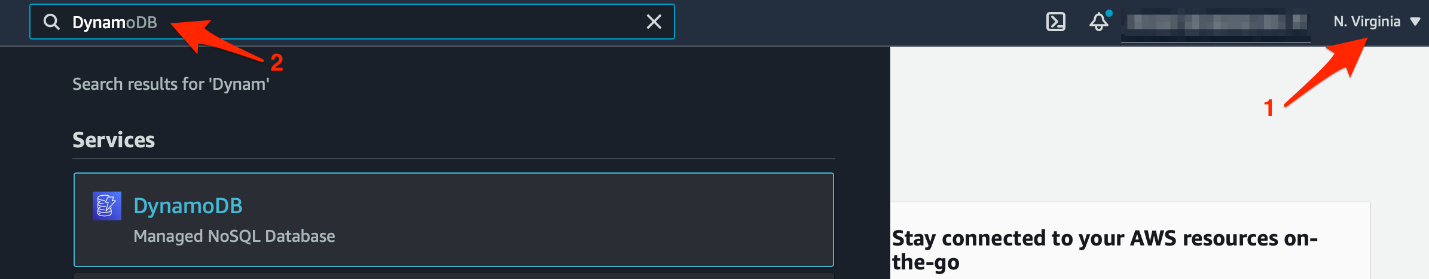 DynamoDB
N. Virginia
2
1
Search results for 'Dynam'
Services
DynamoDB
Managed NoSQL Database
Stay connected to your AWS resources on-
the-go